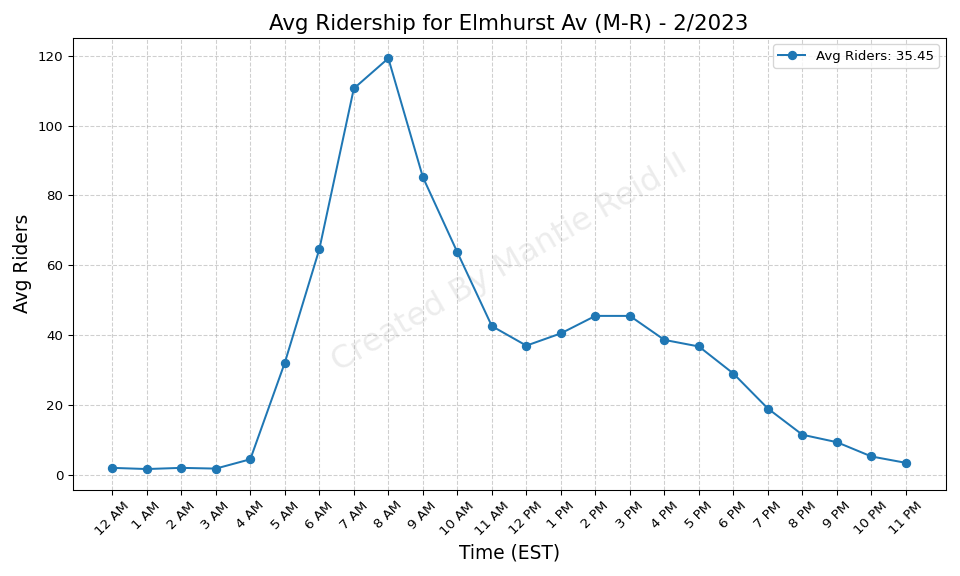 Avg Ridership for Elmhurst Av (M-R) - 2/2023
Avg Riders: 35.45
120
100
80
60
40
20
0
Avg Riders
Created By Mantie Reid II
12 AM
1 AM
2 AM
3 AM
4 AM
5 AM
6 AM
7 AM
8 AM
9 AM
10 AM
11 AM
12 PM
1 PM
2 PM
3 PM
4 PM
5 PM
6 PM
7 PM
8 PM
9 PM
10 PM
11 PM
Time (EST)